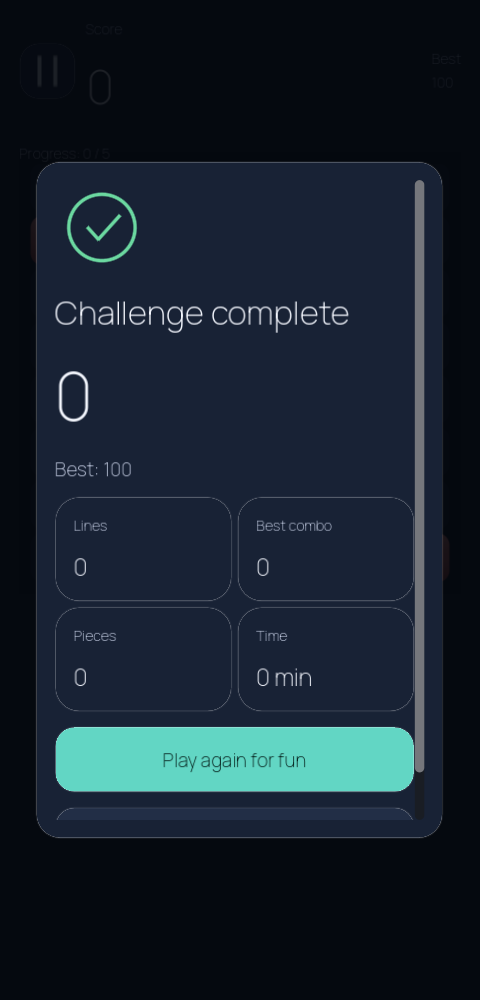 Score
0
Best
100
Progress: 0 / 5
Challenge complete
0
Best: 100
Lines
0
Best combo
0
Pieces
0
Time
0 min
Play again for fun